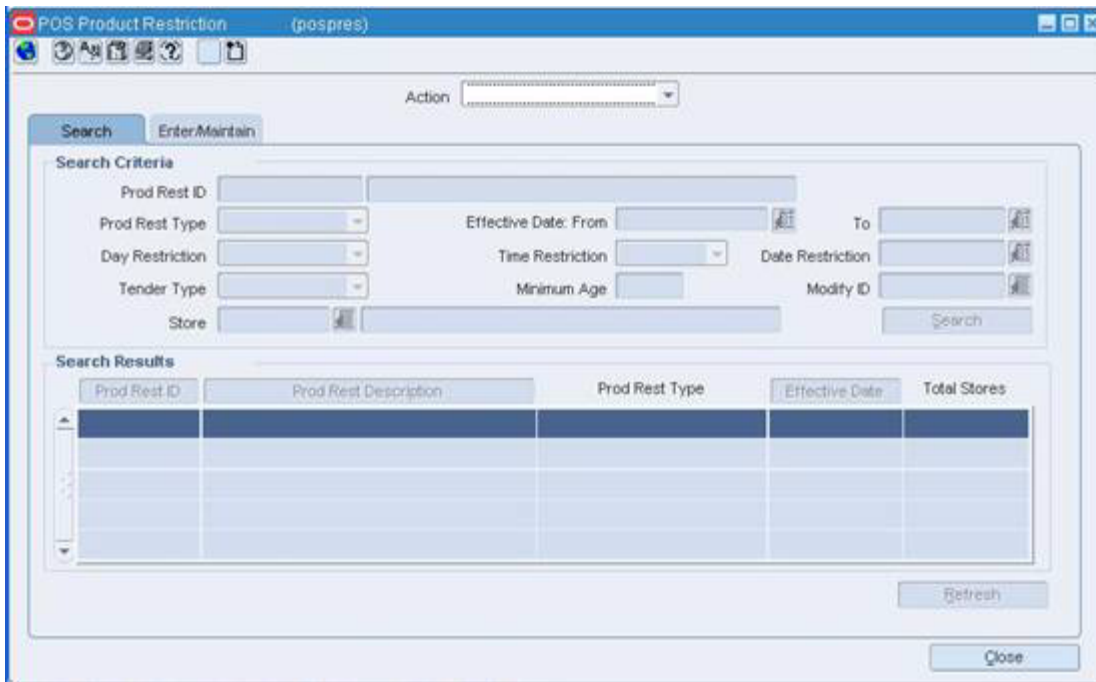 POS Product Restriction (pospres)
Action
Search Enter/Maintain
Search Criteria
Prod Rest ID
Prod Rest Type Effective Date: From To
Day Restriction Time Restriction Date Restriction
Tender Type Minimum Age Modify ID
Store Search
Search Results
Prod Rest ID Prod Rest Description Prod Rest Type Effective Date Total Stores
Refresh
Close